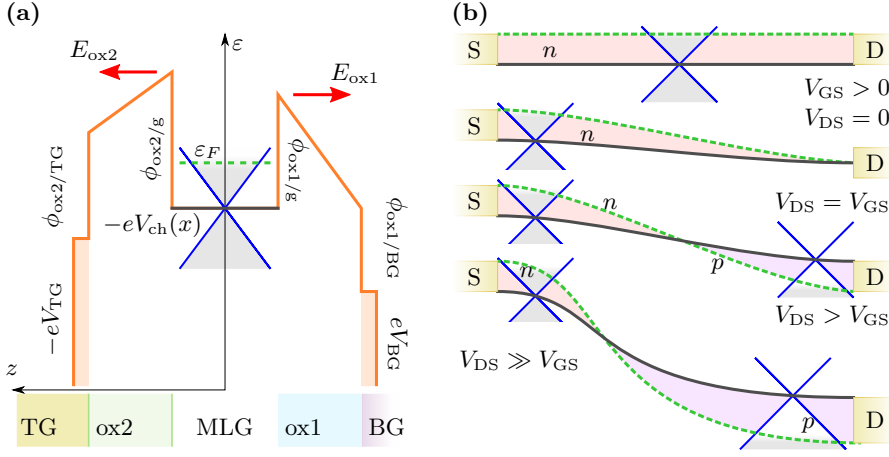 (a)
E_ox2
ε
E_ox1
ϕ_ox2/TG
ϕ_ox2/g
ε_F
ϕ_ox1/g
ϕ_ox1/BG
−eV_ch(x)
−eV_TG
eV_BG
z
TG ox2 MLG ox1 BG
(b)
S n D
V_GS > 0
V_DS = 0
S n D
S n p D
V_DS = V_GS
V_DS > V_GS
S n p D
V_DS ≫ V_GS